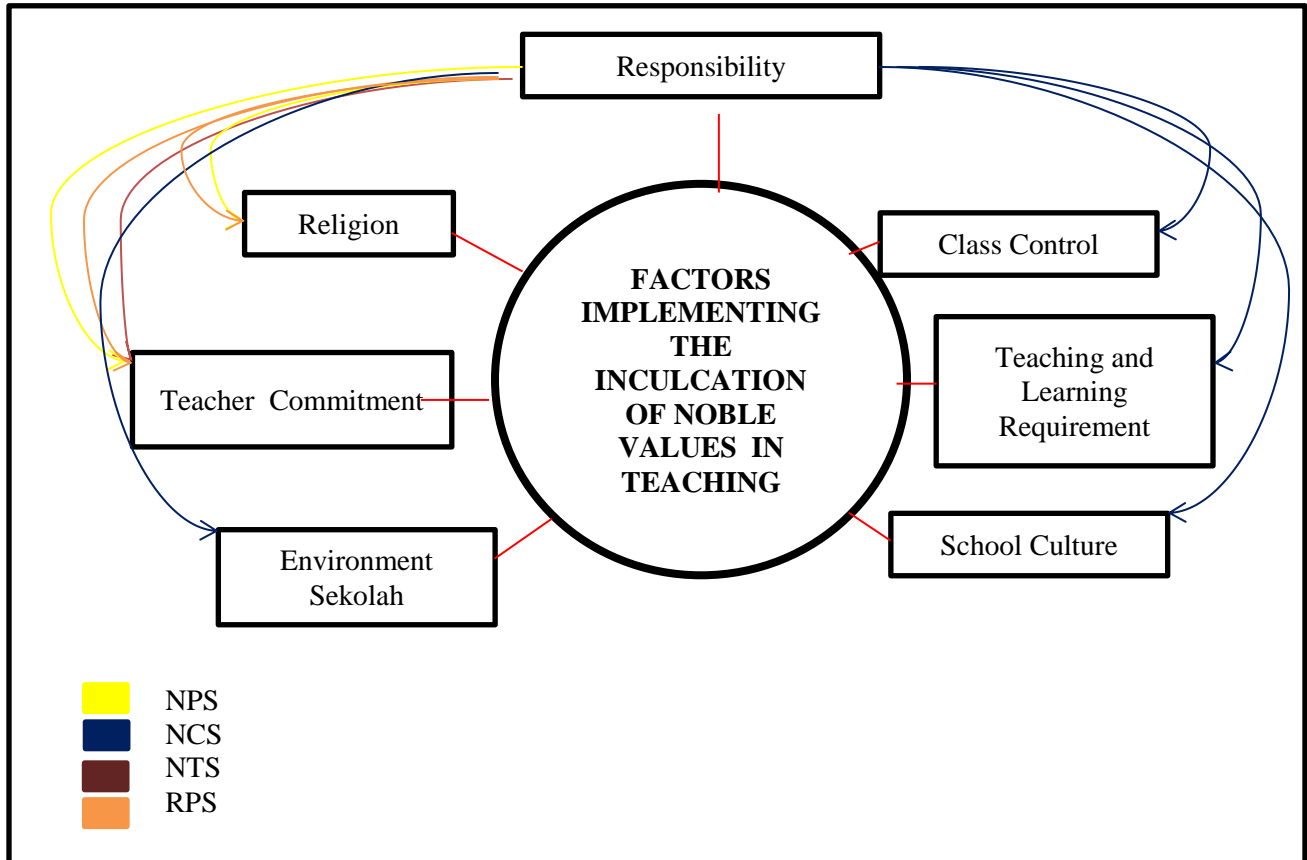 Responsibility
Religion
Class Control
FACTORS
IMPLEMENTING
THE
INCULCATION
OF NOBLE
VALUES IN
TEACHING
Teacher Commitment
Teaching and
Learning
Requirement
Environment
Sekolah
School Culture
NPS
NCS
NTS
RPS